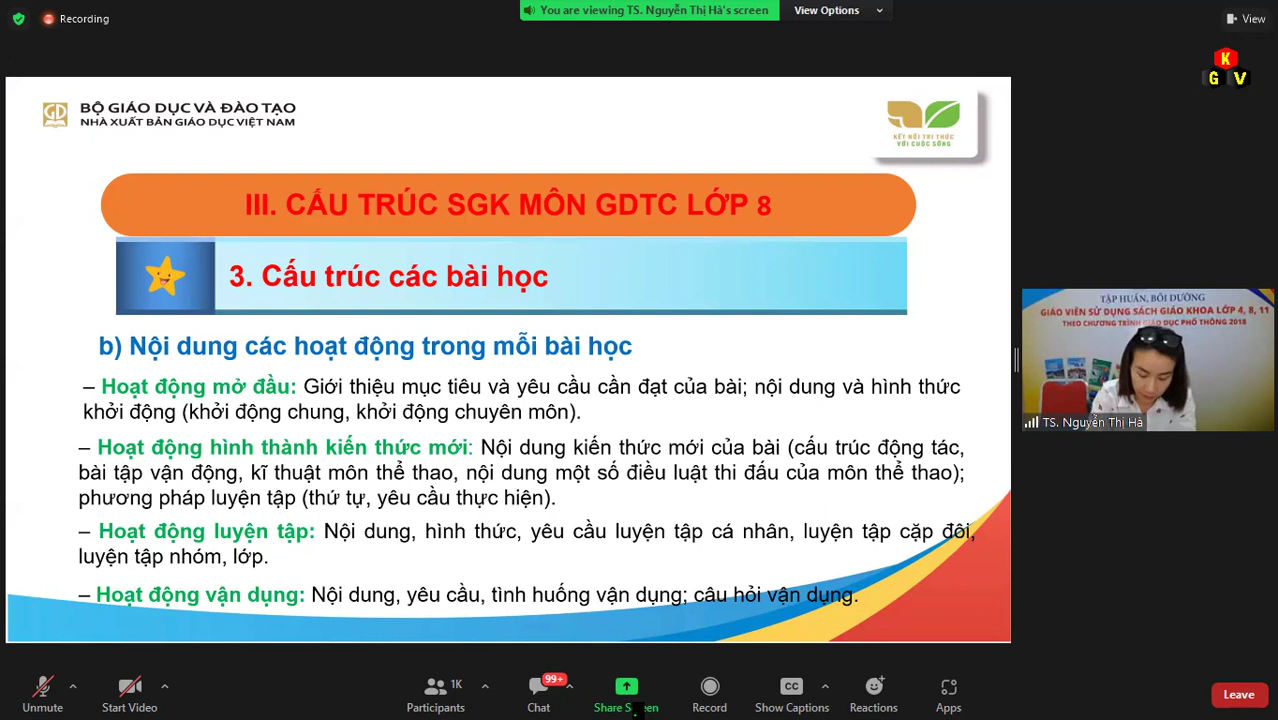 Recording
You are viewing TS. Nguyễn Thị Hà's screen
View Options
View
K
G V
BỘ GIÁO DỤC VÀ ĐÀO TẠO
NHÀ XUẤT BẢN GIÁO DỤC VIỆT NAM
KẾT NỐI TRI THỨC
VỚI CUỘC SỐNG
III. CẤU TRÚC SGK MÔN GDTC LỚP 8
3. Cấu trúc các bài học
b) Nội dung các hoạt động trong mỗi bài học
– Hoạt động mở đầu: Giới thiệu mục tiêu và yêu cầu cần đạt của bài; nội dung và hình thức
khởi động (khởi động chung, khởi động chuyên môn).
– Hoạt động hình thành kiến thức mới: Nội dung kiến thức mới của bài (cấu trúc động tác,
bài tập vận động, kĩ thuật môn thể thao, nội dung một số điều luật thi đấu của môn thể thao);
phương pháp luyện tập (thứ tự, yêu cầu thực hiện).
– Hoạt động luyện tập: Nội dung, hình thức, yêu cầu luyện tập cá nhân, luyện tập cặp đôi,
luyện tập nhóm, lớp.
– Hoạt động vận dụng: Nội dung, yêu cầu, tình huống vận dụng; câu hỏi vận dụng.
TẬP HUẤN, BỒI DƯỠNG
GIÁO VIÊN SỬ DỤNG SÁCH GIÁO KHOA LỚP 4, 8, 11
THEO CHƯƠNG TRÌNH GIÁO DỤC PHỔ THÔNG 2018
TS. Nguyễn Thị Hà
Unmute
Start Video
Participants
1K
Chat
99+
Share Screen
Record
CC
Show Captions
Reactions
Apps
Leave